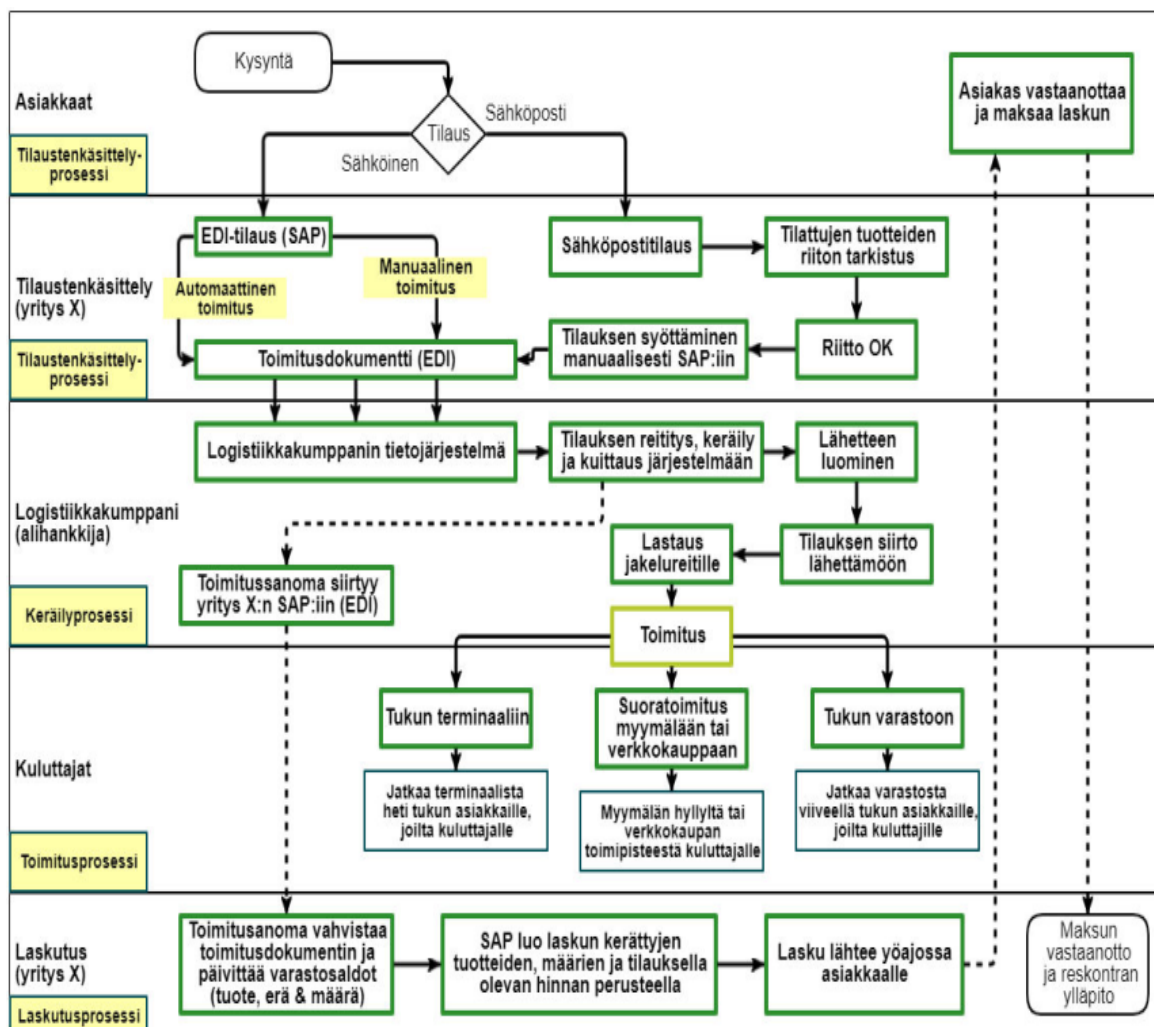 Kysyntä
Asiakkaat
Sähköposti
Tilaus
Sähköinen
Asiakas vastaanottaa
ja maksaa laskun
Tilaustenkäsittely-
prosessi
EDI-tilaus (SAP)
Sähköpostitilaus
Tilattujen tuotteiden
riiton tarkistus
Tilaustenkäsittely
(yritys X)
Automaattinen
toimitus
Manuaalinen
toimitus
Toimitusdokumentti (EDI)
Tilauksen syöttäminen
manuaalisesti SAP:iin
Riitto OK
Tilaustenkäsittely-
prosessi
Logistiikkakumppanin tietojärjestelmä
Tilauksen reititys, keräily
ja kuittaus järjestelmään
Lähetteen
luominen
Logistiikkakumppani
(alihankkija)
Lastaus
jakelureitille
Tilauksen siirto
lähettämöön
Toimitussanoma siirtyy
yritys X:n SAP:iin (EDI)
Keräilyprosessi
Toimitus
Tukun terminaaliin
Suoratoimitus
myymälään tai
verkkokauppaan
Tukun varastoon
Kuluttajat
Jatkaa terminaalista
heti tukun asiakkaille,
joilta kuluttajalle
Myymälän hyllyltä tai
verkkokaupan
toimipisteestä kuluttajalle
Jatkaa varastosta
viiveellä tukun asiakkaille,
joilta kuluttajille
Toimitusprosessi
Laskutus
(yritys X)
Toimitusanoma vahvistaa
toimitusdokumentin ja
päivittää varastosaldot
(tuote, erä & määrä)
SAP luo laskun kerättyjen
tuotteiden, määrien ja tilauksella
olevan hinnan perusteella
Lasku lähtee yöajossa
asiakkaalle
Maksun
vastaanotto
ja reskontran
ylläpito
Laskutusprosessi